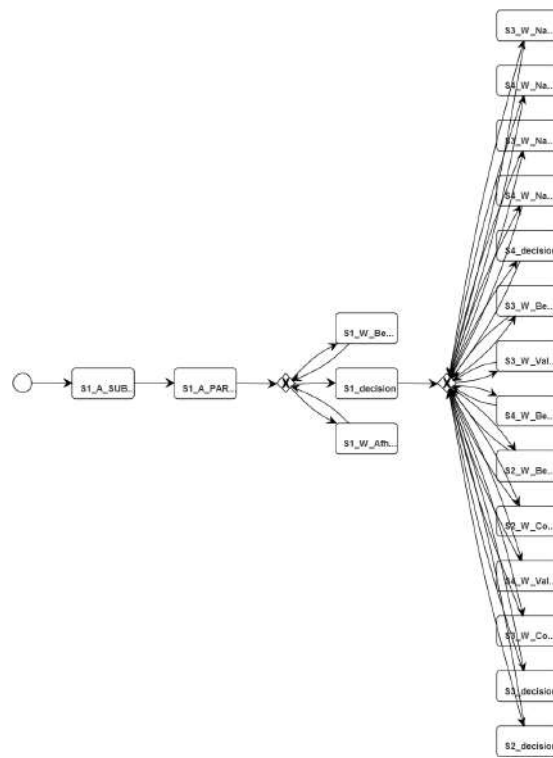 S3_W_Na...
S4_W_Na...
S3_W_Na...
S4_W_Na...
S4_decision
S3_W_Be...
S1_W_Be...
S3_W_Val...
S1_A_SUB...
S1_A_PAR...
S1_decision
S4_W_Be...
S1_W_Afh...
S2_W_Be...
S2_W_Co...
S4_W_Val...
S3_W_Co...
S3_decision
S2_decision